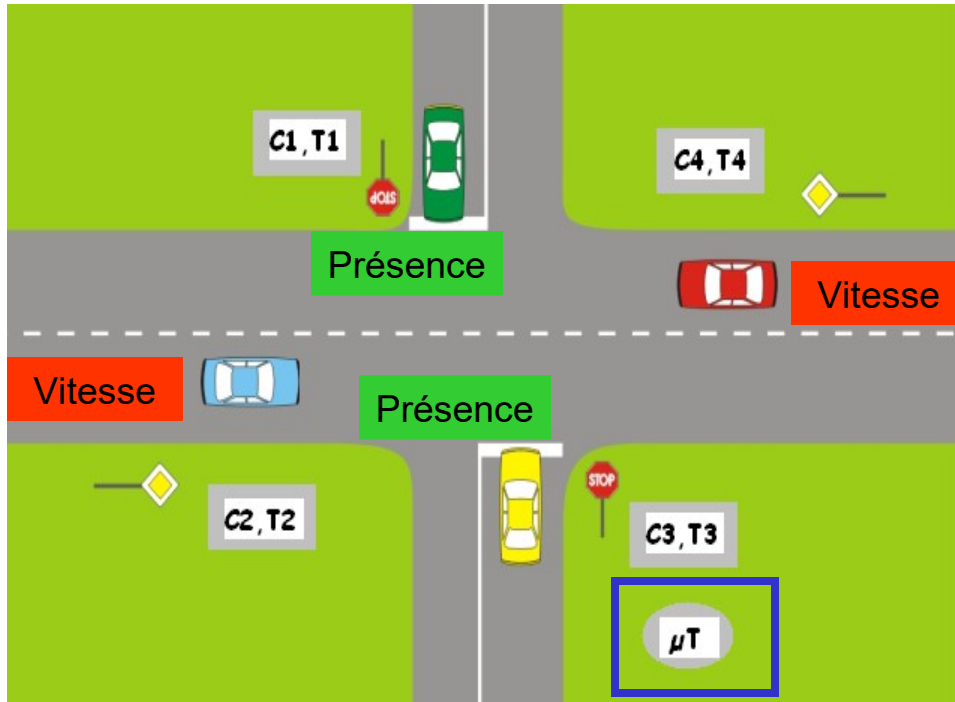 C1,T1
C4,T4
STOP
Présence
Vitesse
Vitesse
Présence
STOP
C2,T2
C3,T3
µT